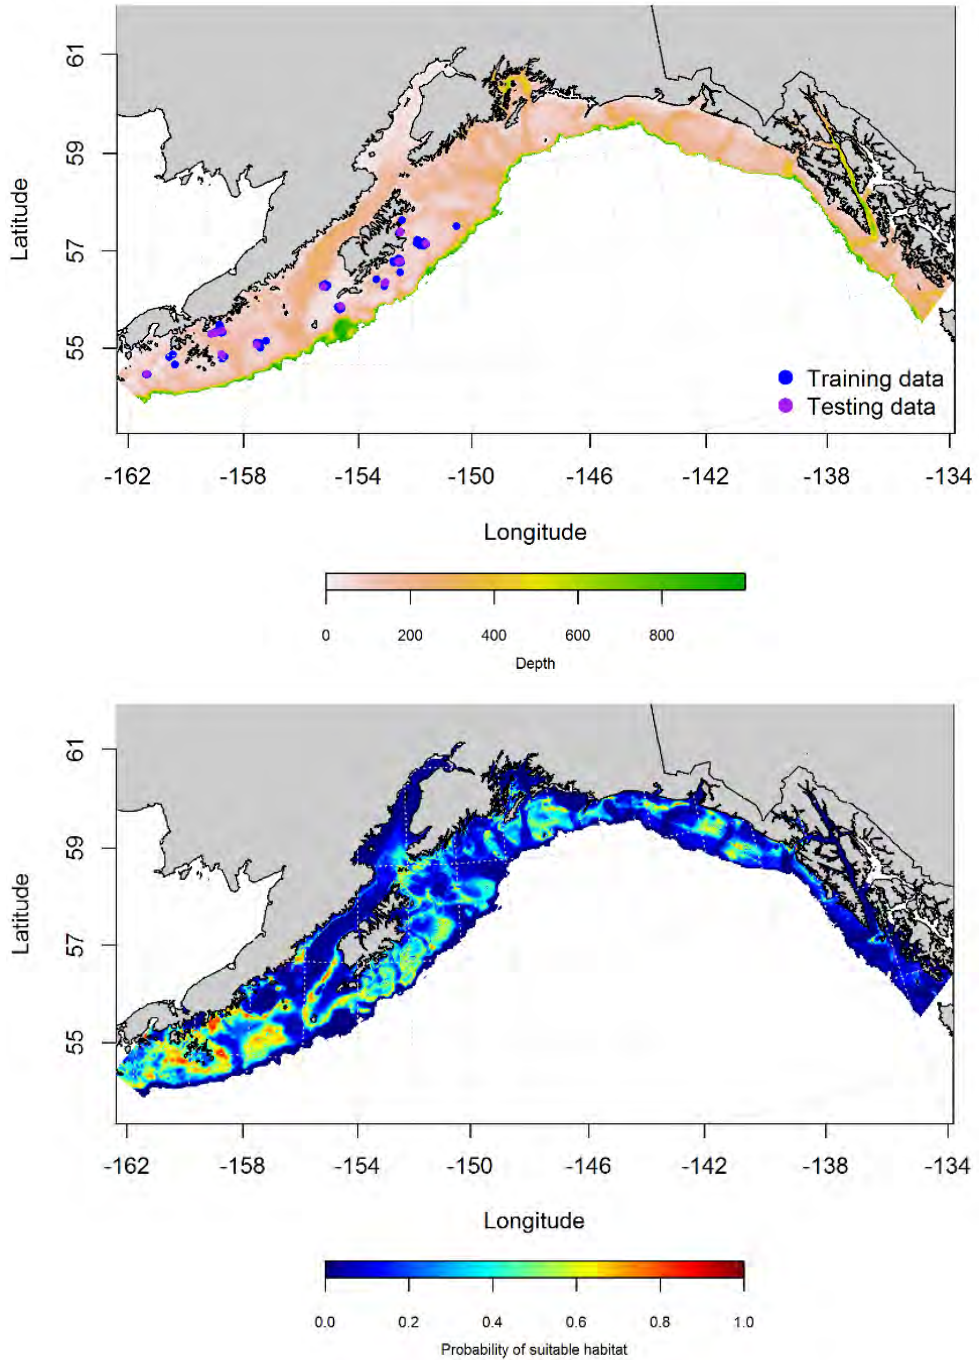 61
59
57
55
Latitude
Training data
Testing data
-162 -158 -154 -150 -146 -142 -138 -134
Longitude
0 200 400 600 800
Depth
61
59
57
55
Latitude
-162 -158 -154 -150 -146 -142 -138 -134
Longitude
0.0 0.2 0.4 0.6 0.8 1.0
Probability of suitable habitat